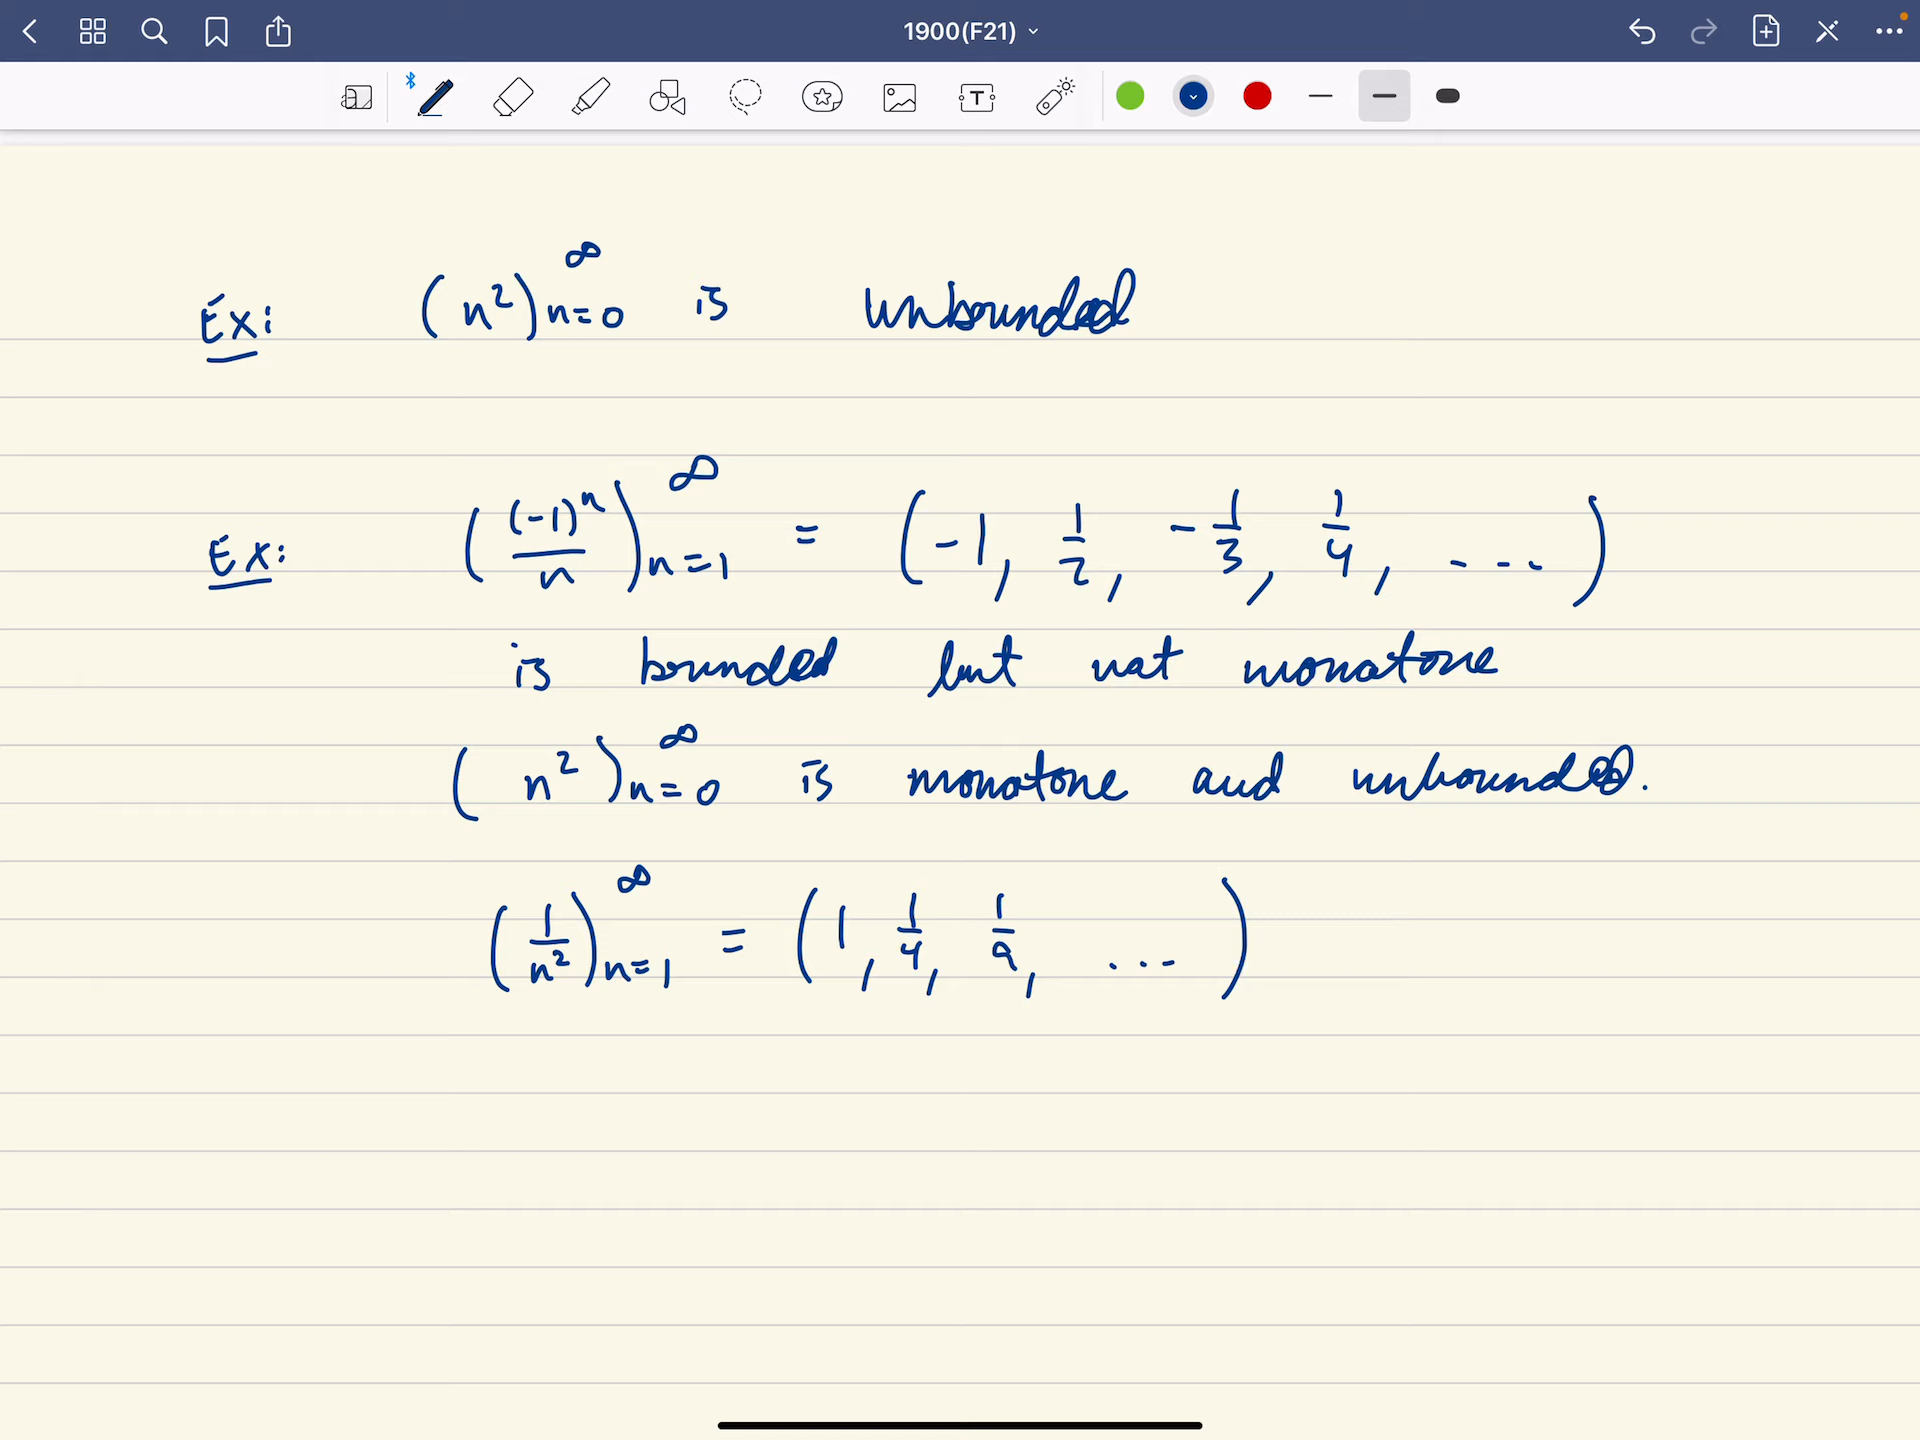 1900(F21)
Ex: (n²)_{n=0}^∞ is unbounded
Ex: ((-1)^n/n)_{n=1}^∞ = (-1, 1/2, -1/3, 1/4, ...)
is bounded but not monotone
(n²)_{n=0}^∞ is monotone and unbounded.
(1/n²)_{n=1}^∞ = (1, 1/4, 1/9, ...)